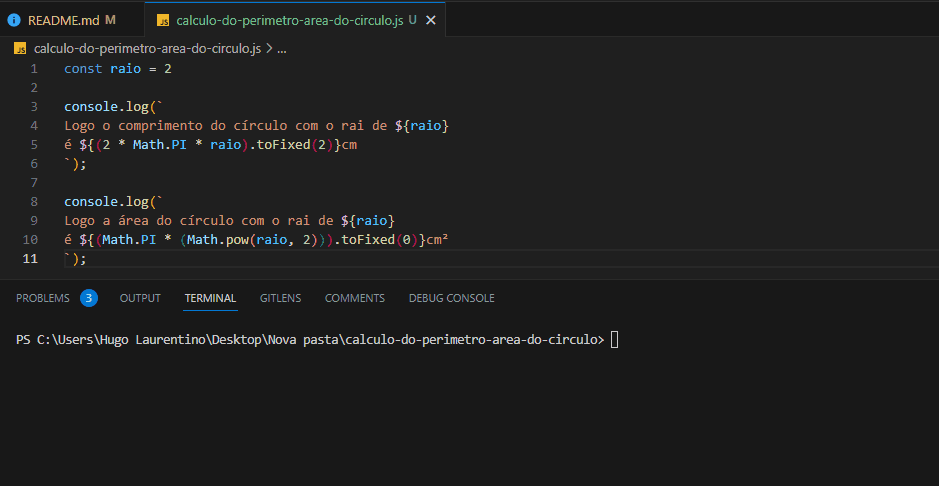 README.md M calculo-do-perimetro-area-do-circulo.js U
JS calculo-do-perimetro-area-do-circulo.js > ...
1 const raio = 2
2
3 console.log(`
4 Logo o comprimento do círculo com o rai de ${raio}
5 é ${(2 * Math.PI * raio).toFixed(2)}cm
6 `);
7
8 console.log(`
9 Logo a área do círculo com o rai de ${raio}
10 é ${(Math.PI * (Math.pow(raio, 2))).toFixed(0)}cm²
11 `);
PROBLEMS 3 OUTPUT TERMINAL GITLENS COMMENTS DEBUG CONSOLE
PS C:\Users\Hugo Laurentino\Desktop\Nova pasta\calculo-do-perimetro-area-do-circulo>